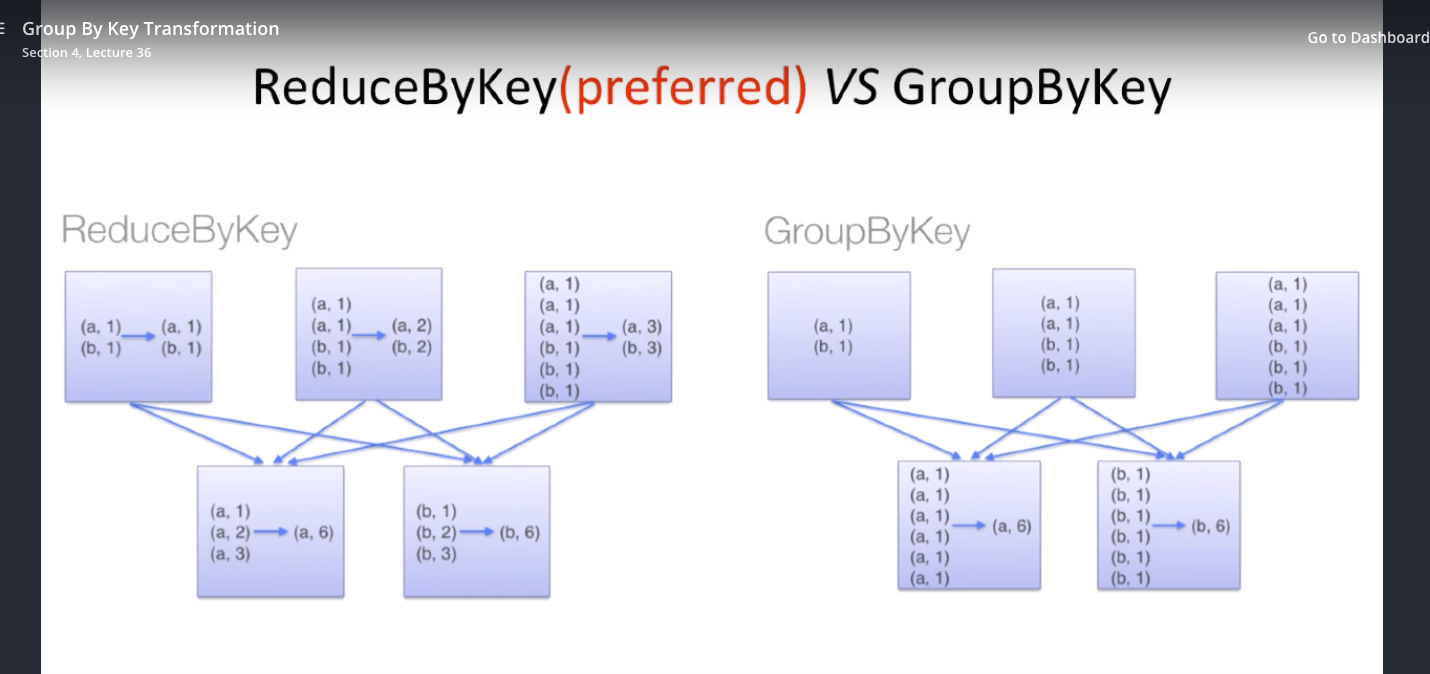 Group By Key Transformation
Section 4, Lecture 36
Go to Dashboard
ReduceByKey(preferred) VS GroupByKey
ReduceByKey
(a, 1)
(b, 1)
(a, 1)
(b, 1)
(a, 1)
(a, 1)
(b, 1)
(b, 1)
(a, 2)
(b, 2)
(a, 1)
(a, 1)
(a, 1)
(b, 1)
(b, 1)
(b, 1)
(a, 3)
(b, 3)
(a, 1)
(a, 2)
(a, 3)
(a, 6)
(b, 1)
(b, 2)
(b, 3)
(b, 6)
GroupByKey
(a, 1)
(b, 1)
(a, 1)
(a, 1)
(b, 1)
(b, 1)
(a, 1)
(a, 1)
(a, 1)
(b, 1)
(b, 1)
(b, 1)
(a, 1)
(a, 1)
(a, 1)
(a, 1)
(a, 1)
(a, 1)
(a, 6)
(b, 1)
(b, 1)
(b, 1)
(b, 1)
(b, 1)
(b, 1)
(b, 6)